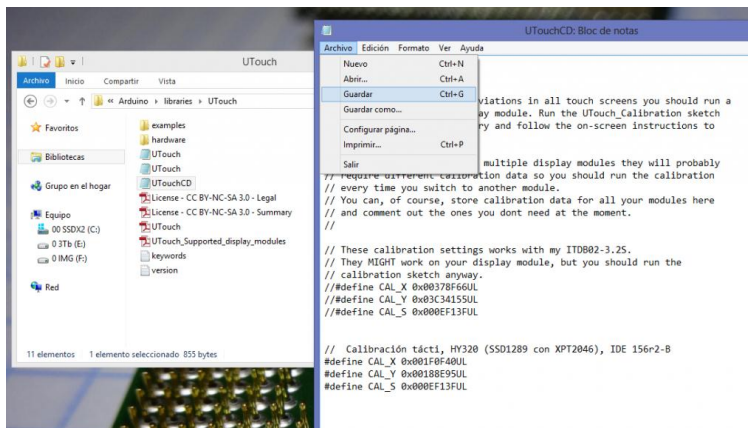 UTouch
Archivo Inicio Compartir Vista
« Arduino ▸ libraries ▸ UTouch
Favoritos
Bibliotecas
Grupo en el hogar
Equipo
00 SSDX2 (C:)
0 3Tb (E:)
0 IMG (F:)
Red
examples
hardware
UTouch
UTouch
UTouchCD
License - CC BY-NC-SA 3.0 - Legal
License - CC BY-NC-SA 3.0 - Summary
UTouch
UTouch_Supported_display_modules
keywords
version
11 elementos 1 elemento seleccionado 855 bytes
UTouchCD: Bloc de notas
Archivo Edición Formato Ver Ayuda
Nuevo Ctrl+N
Abrir... Ctrl+A
Guardar Ctrl+G
Guardar como...
Configurar página...
Imprimir... Ctrl+P
Salir
viations in all touch screens you should run a
ay module. Run the UTouch_Calibration sketch
ry and follow the on-screen instructions to
multiple display modules they will probably
// require different calibration data so you should run the calibration
// every time you switch to another module.
// You can, of course, store calibration data for all your modules here
// and comment out the ones you dont need at the moment.
//
// These calibration settings works with my ITDB02-3.2S.
// They MIGHT work on your display module, but you should run the
// calibration sketch anyway.
//#define CAL_X 0x00378F66UL
//#define CAL_Y 0x03C34155UL
//#define CAL_S 0x000EF13FUL
// Calibración tácti, HY320 (SSD1289 con XPT2046), IDE 156r2-B
#define CAL_X 0x001F0F40UL
#define CAL_Y 0x00188E95UL
#define CAL_S 0x000EF13FUL